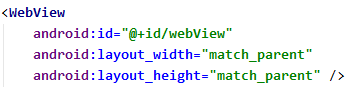 <WebView
android:id="@+id/webView"
android:layout_width="match_parent"
android:layout_height="match_parent" />